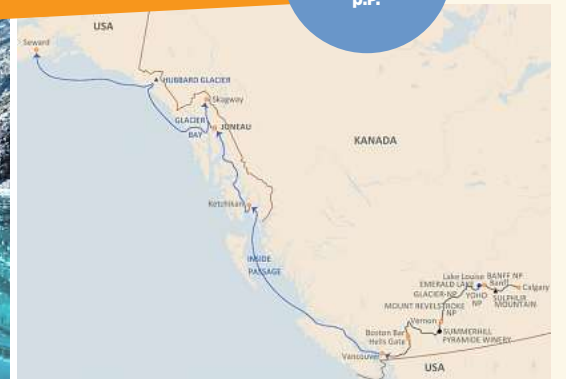 p.P.
USA
Seward
HUBBARD GLACIER
Skagway
GLACIER
BAY
JUNEAU
KANADA
Ketchikan
INSIDE
PASSAGE
Lake Louise
BANFF NP
EMERALD LAKE
Banff
Calgary
GLACIER-NP
YOHO
NP
SULPHUR
MOUNTAIN
MOUNT REVELSTROKE
NP
Vernon
Boston Bar
Hells Gate
SUMMERHILL
PYRAMIDE WINERY
Vancouver
USA